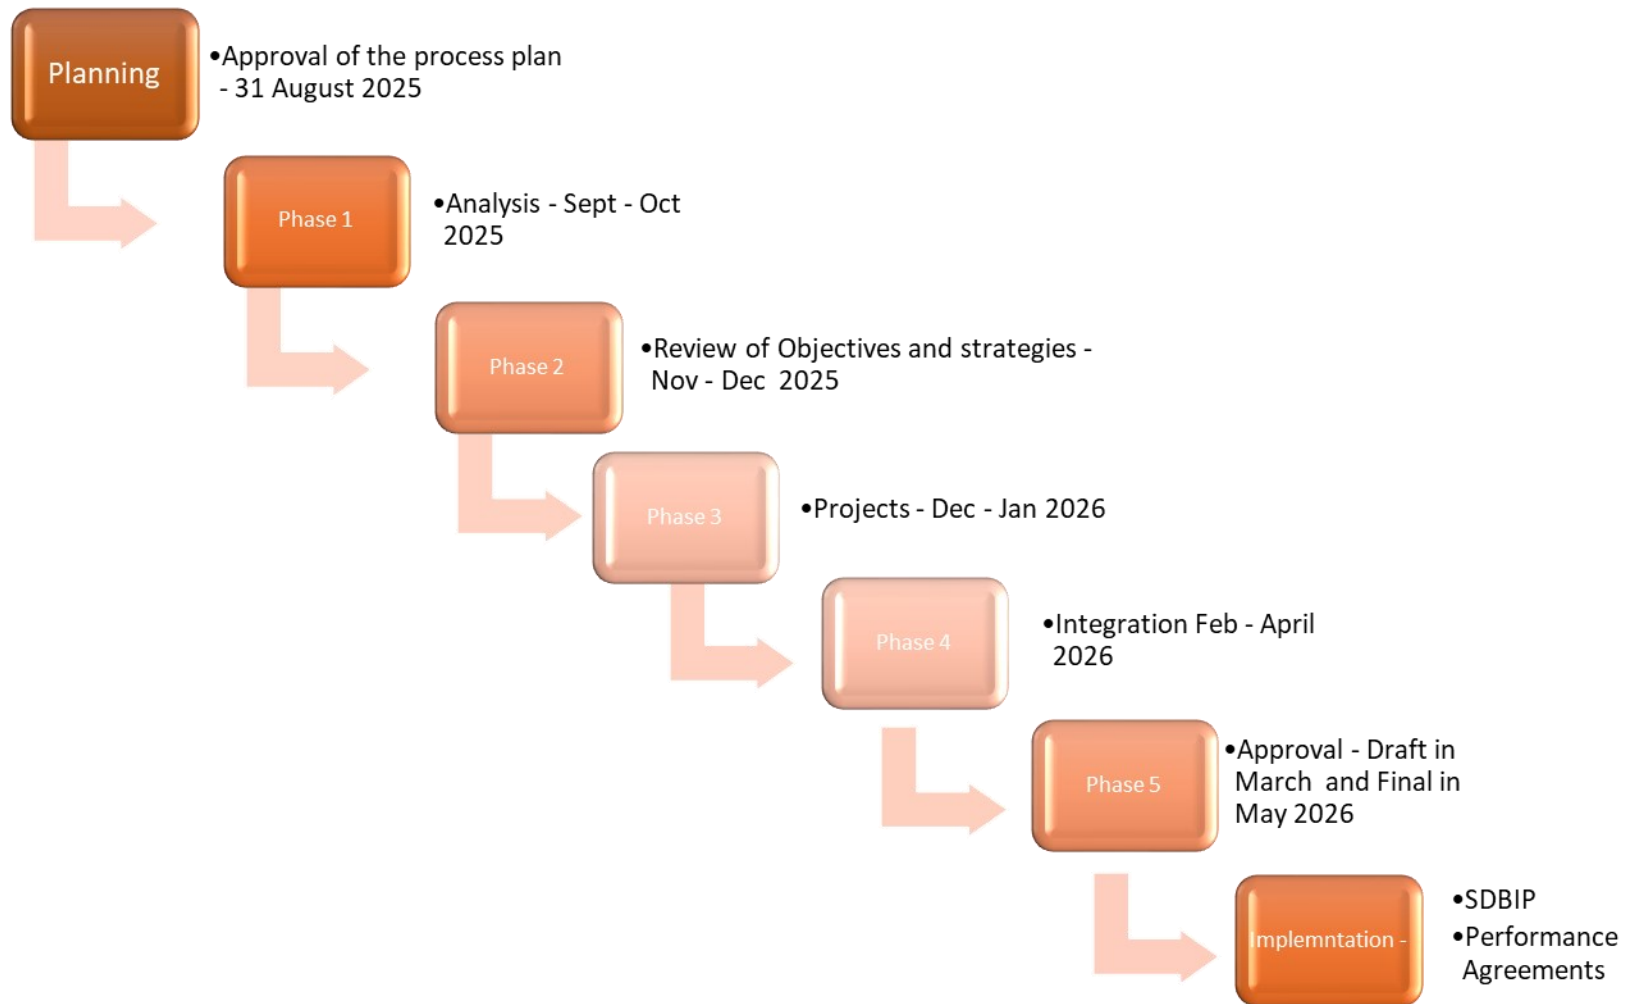 Planning
•Approval of the process plan
- 31 August 2025
Phase 1
•Analysis - Sept - Oct
2025
Phase 2
•Review of Objectives and strategies -
Nov - Dec  2025
Phase 3
•Projects - Dec - Jan 2026
Phase 4
•Integration Feb - April
2026
Phase 5
•Approval - Draft in
March  and Final in
May 2026
Implemntation -
•SDBIP
•Performance
Agreements